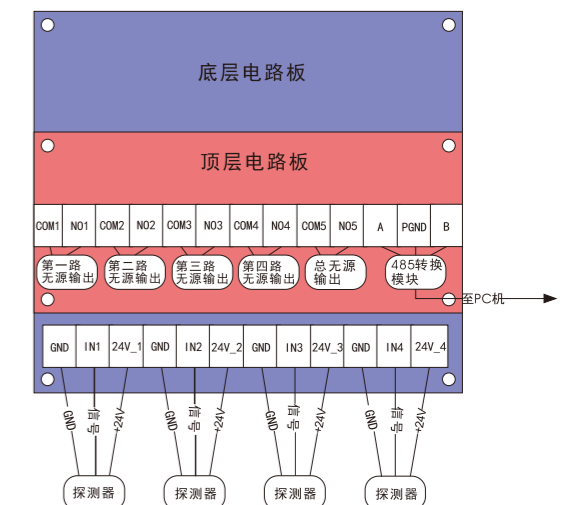 底层电路板
顶层电路板
COM1 NO1 COM2 NO2 COM3 NO3 COM4 NO4 COM5 NO5 A PGND B
第一路
无源输出
第二路
无源输出
第三路
无源输出
第四路
无源输出
总无源
输出
485转换
模块
至PC机
GND IN1 24V_1 GND IN2 24V_2 GND IN3 24V_3 GND IN4 24V_4
GND 信号 +24V GND 信号 +24V GND 信号 +24V GND 信号 +24V
探测器 探测器 探测器 探测器